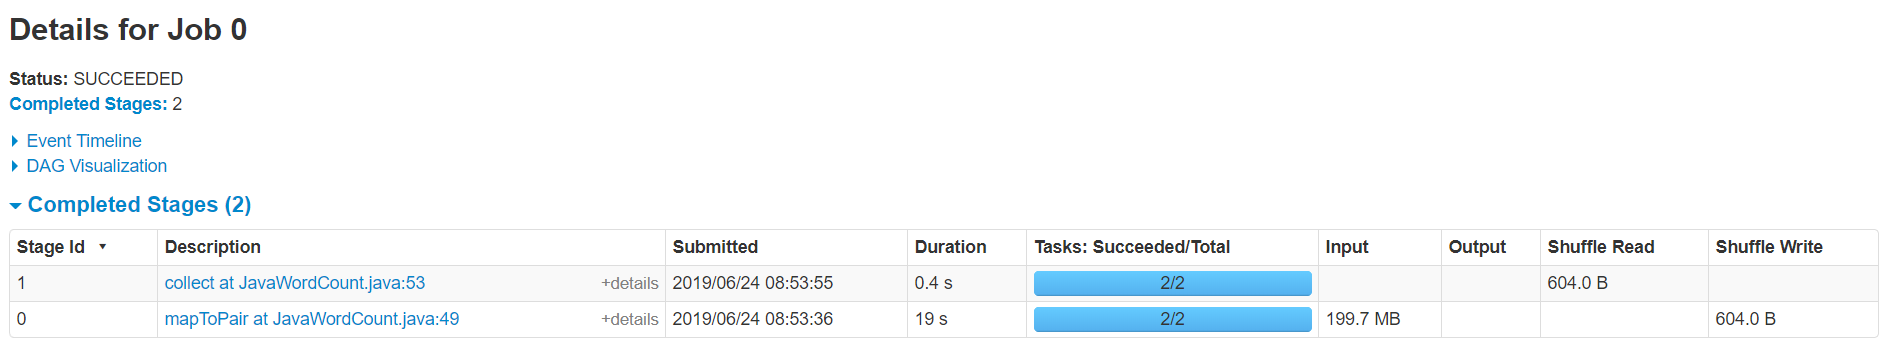 Details for Job 0
Status: SUCCEEDED
Completed Stages: 2
Event Timeline
DAG Visualization
Completed Stages (2)
Stage Id Description Submitted Duration Tasks: Succeeded/Total Input Output Shuffle Read Shuffle Write
1 collect at JavaWordCount.java:53 +details 2019/06/24 08:53:55 0.4 s 2/2 604.0 B
0 mapToPair at JavaWordCount.java:49 +details 2019/06/24 08:53:36 19 s 2/2 199.7 MB 604.0 B